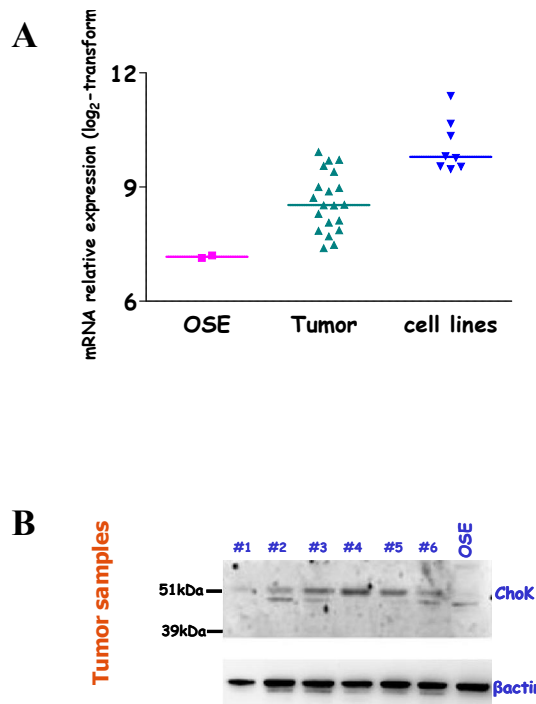 A
mRNA relative expression (log2-transform
12
9
6
OSE Tumor cell lines
B
Tumor samples
#1 #2 #3 #4 #5 #6 OSE
51kDa
ChoK
39kDa
βactin